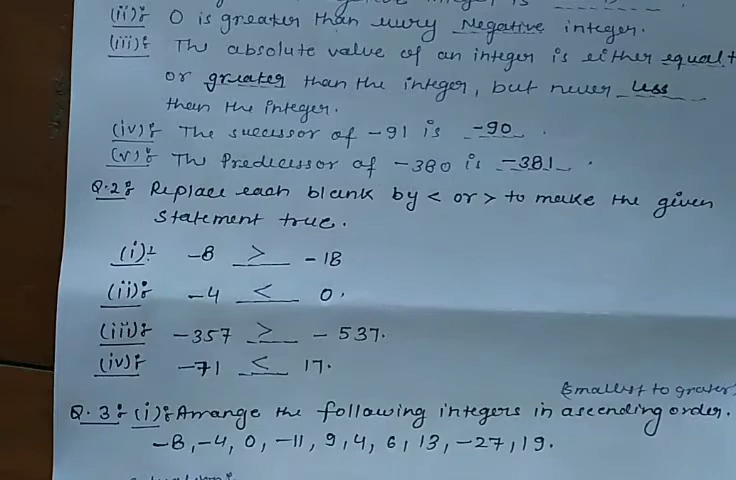 (ii): 0 is greater than every Negative integer.
(iii): The absolute value of an integer is either equal t
or greater than the integer, but never less
than the integer.
(iv): The successor of -91 is -90.
(v): The Predecessor of -380 is -381.
Q.2: Replace each blank by < or > to make the given
Statement true.
(i): -8 > -18
(ii): -4 < 0.
(iii): -357 > -537.
(iv): -71 < 17.
Smallest to grater
Q.3: (i): Arrange the following integers in ascending order.
-8, -4, 0, -11, 9, 4, 6, 13, -27, 19.